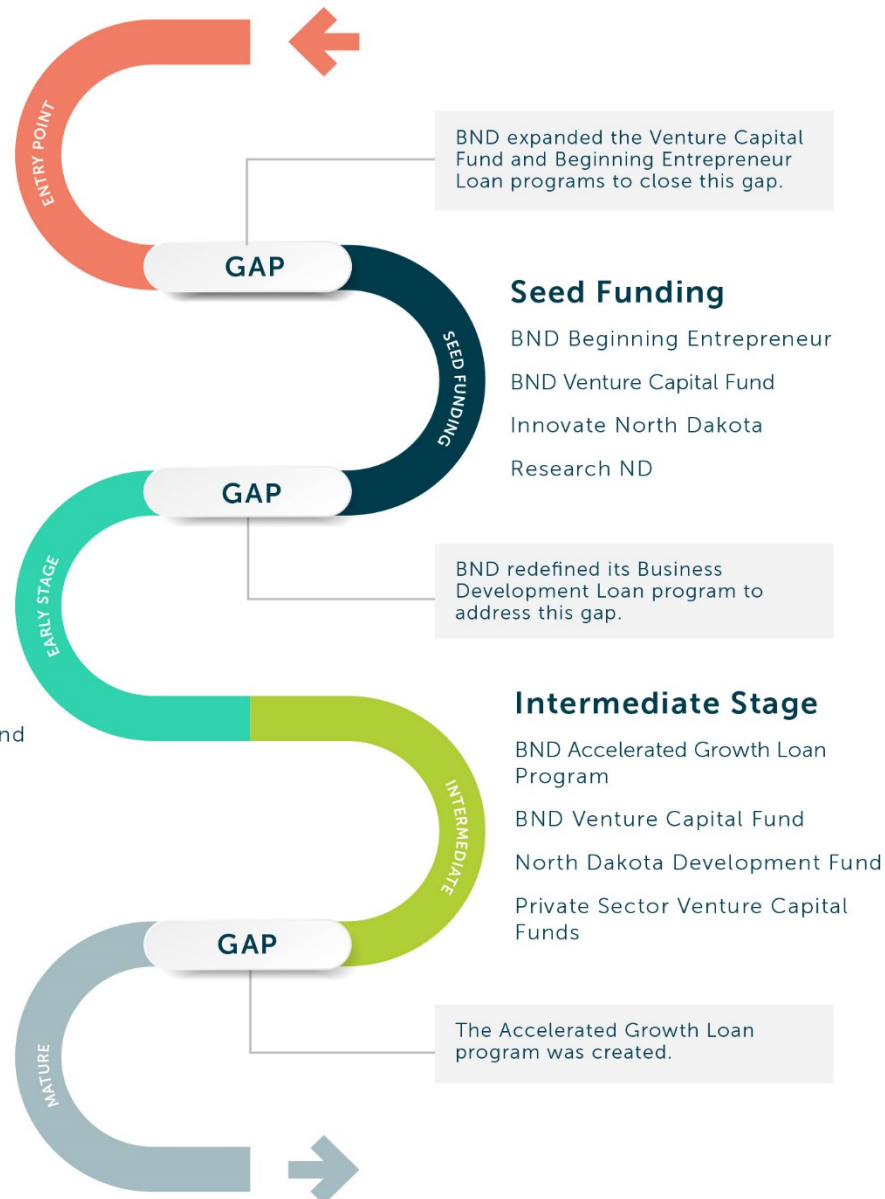 ENTRY POINT
BND expanded the Venture Capital
Fund and Beginning Entrepreneur
Loan programs to close this gap.
GAP
Seed Funding
BND Beginning Entrepreneur
BND Venture Capital Fund
Innovate North Dakota
Research ND
SEED FUNDING
GAP
BND redefined its Business
Development Loan program to
address this gap.
EARLY STAGE
Intermediate Stage
BND Accelerated Growth Loan
Program
BND Venture Capital Fund
North Dakota Development Fund
Private Sector Venture Capital
Funds
INTERMEDIATE
GAP
The Accelerated Growth Loan
program was created.
MATURE